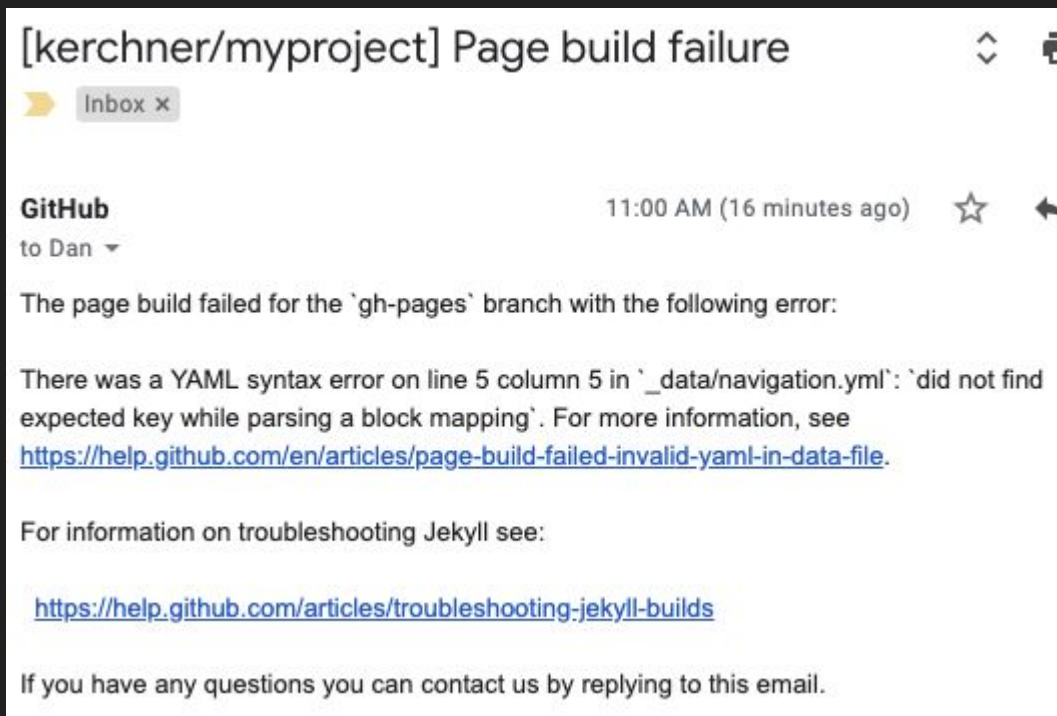 [kerchner/myproject] Page build failure
Inbox ×
GitHub
11:00 AM (16 minutes ago)
to Dan
The page build failed for the `gh-pages` branch with the following error:
There was a YAML syntax error on line 5 column 5 in `_data/navigation.yml`: `did not find
expected key while parsing a block mapping`. For more information, see
https://help.github.com/en/articles/page-build-failed-invalid-yaml-in-data-file.
For information on troubleshooting Jekyll see:
https://help.github.com/articles/troubleshooting-jekyll-builds
If you have any questions you can contact us by replying to this email.